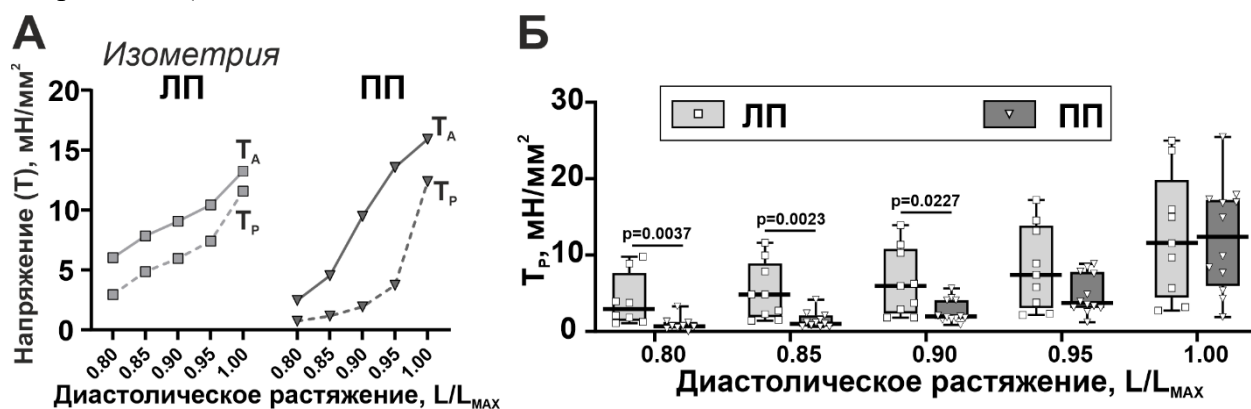 А
Изометрия
ЛП
ПП
Напряжение (T), мН/мм²
20
15
10
5
0
T_A
T_P
T_A
T_P
0.80 0.85 0.90 0.95 1.00
0.80 0.85 0.90 0.95 1.00
Диастолическое растяжение, L/L_MAX
Б
ЛП
ПП
T_P, мН/мм²
30
20
10
0
p=0.0037
p=0.0023
p=0.0227
0.80 0.85 0.90 0.95 1.00
Диастолическое растяжение, L/L_MAX